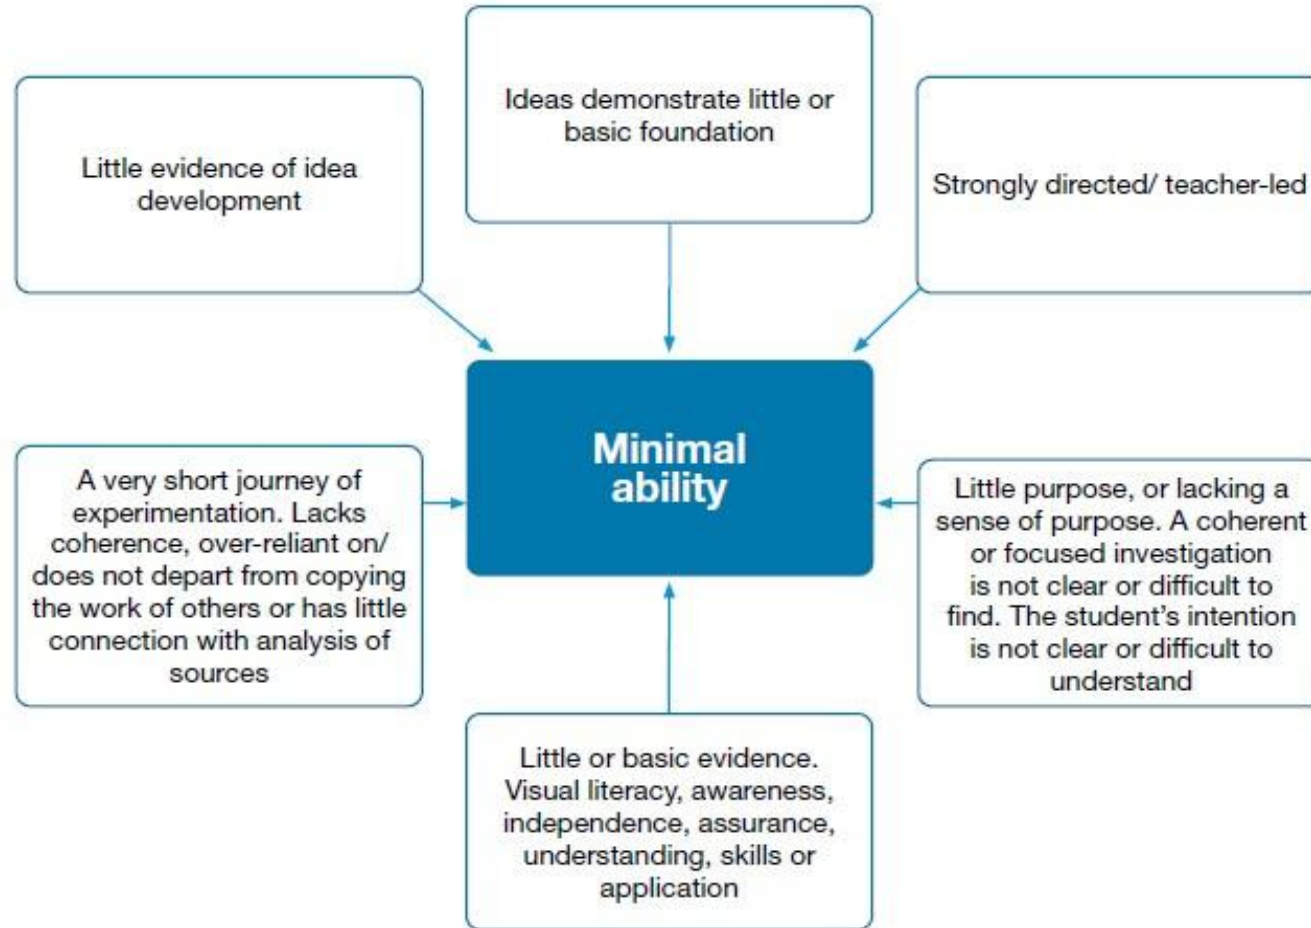 Little evidence of idea
development
Ideas demonstrate little or
basic foundation
Strongly directed/ teacher-led
Minimal
ability
A very short journey of
experimentation. Lacks
coherence, over-reliant on/
does not depart from copying
the work of others or has little
connection with analysis of
sources
Little purpose, or lacking a
sense of purpose. A coherent
or focused investigation
is not clear or difficult to
find. The student’s intention
is not clear or difficult to
understand
Little or basic evidence.
Visual literacy, awareness,
independence, assurance,
understanding, skills or
application